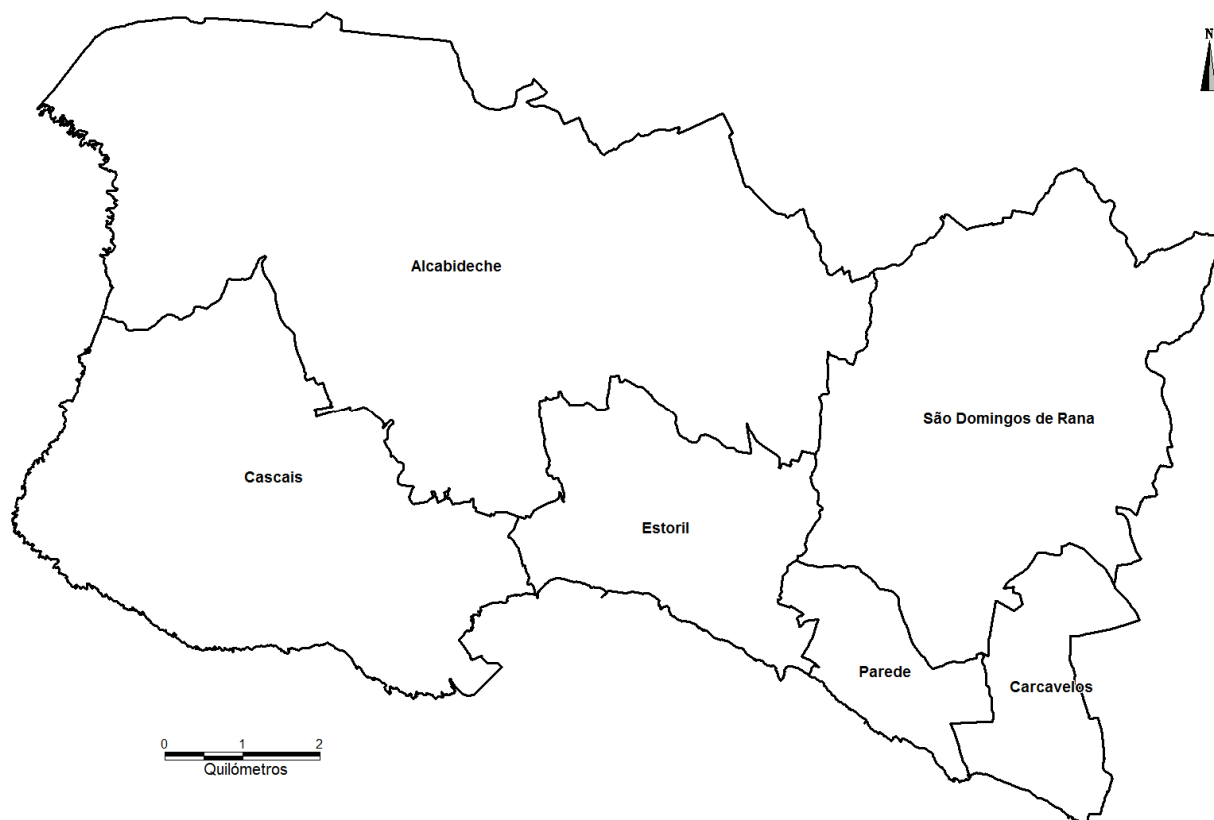 N
Alcabideche
São Domingos de Rana
Cascais
Estoril
Parede
Carcavelos
0 1 2
Quilómetros